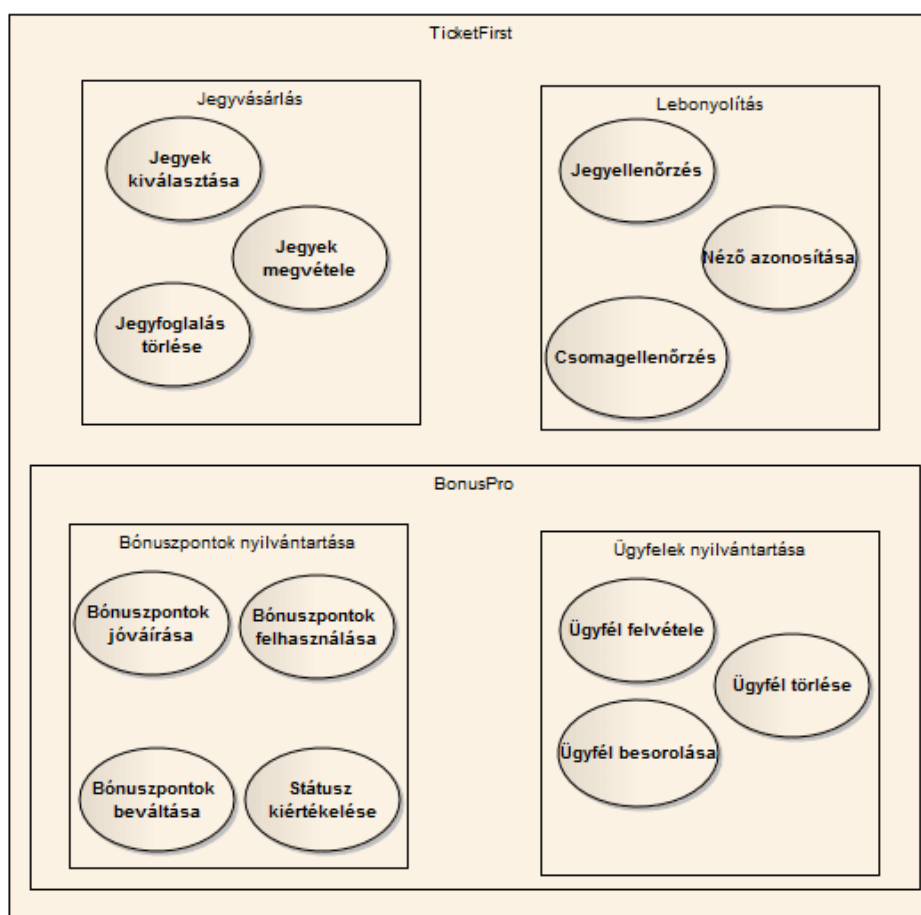 TicketFirst
Jegyvásárlás
Jegyek
kiválasztása
Jegyek
megvétele
Jegyfoglalás
törlése
Lebonyolítás
Jegyellenőrzés
Néző azonosítása
Csomagellenőrzés
BonusPro
Bónuszpontok nyilvántartása
Bónuszpontok
jóváírása
Bónuszpontok
felhasználása
Bónuszpontok
beváltása
Státusz
kiértékelése
Ügyfelek nyilvántartása
Ügyfél felvétele
Ügyfél törlése
Ügyfél besorolása